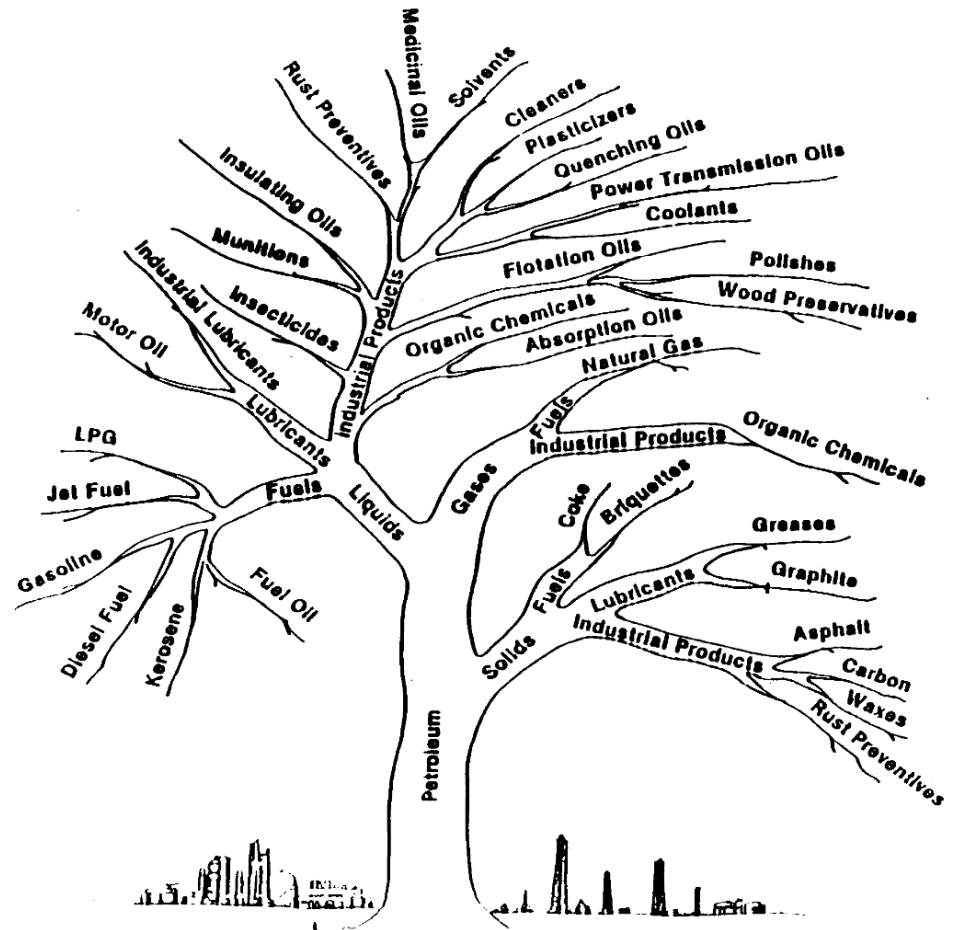 Medicinal Oils
Solvents
Rust Preventives
Cleaners
Plasticizers
Quenching Oils
Insulating Oils
Power Transmission Oils
Coolants
Munitions
Flotation Oils
Polishes
Wood Preservatives
Industrial Lubricants
Insecticides
Industrial Products
Organic Chemicals
Absorption Oils
Natural Gas
Motor Oil
Lubricants
Fuels
Industrial Products
Organic Chemicals
LPG
Jet Fuel
Fuels
Liquids
Gases
Coke
Briquettes
Greases
Graphite
Gasoline
Diesel Fuel
Kerosene
Fuel Oil
Fuels
Lubricants
Solids
Industrial Products
Asphalt
Carbon
Waxes
Rust Preventives
Petroleum